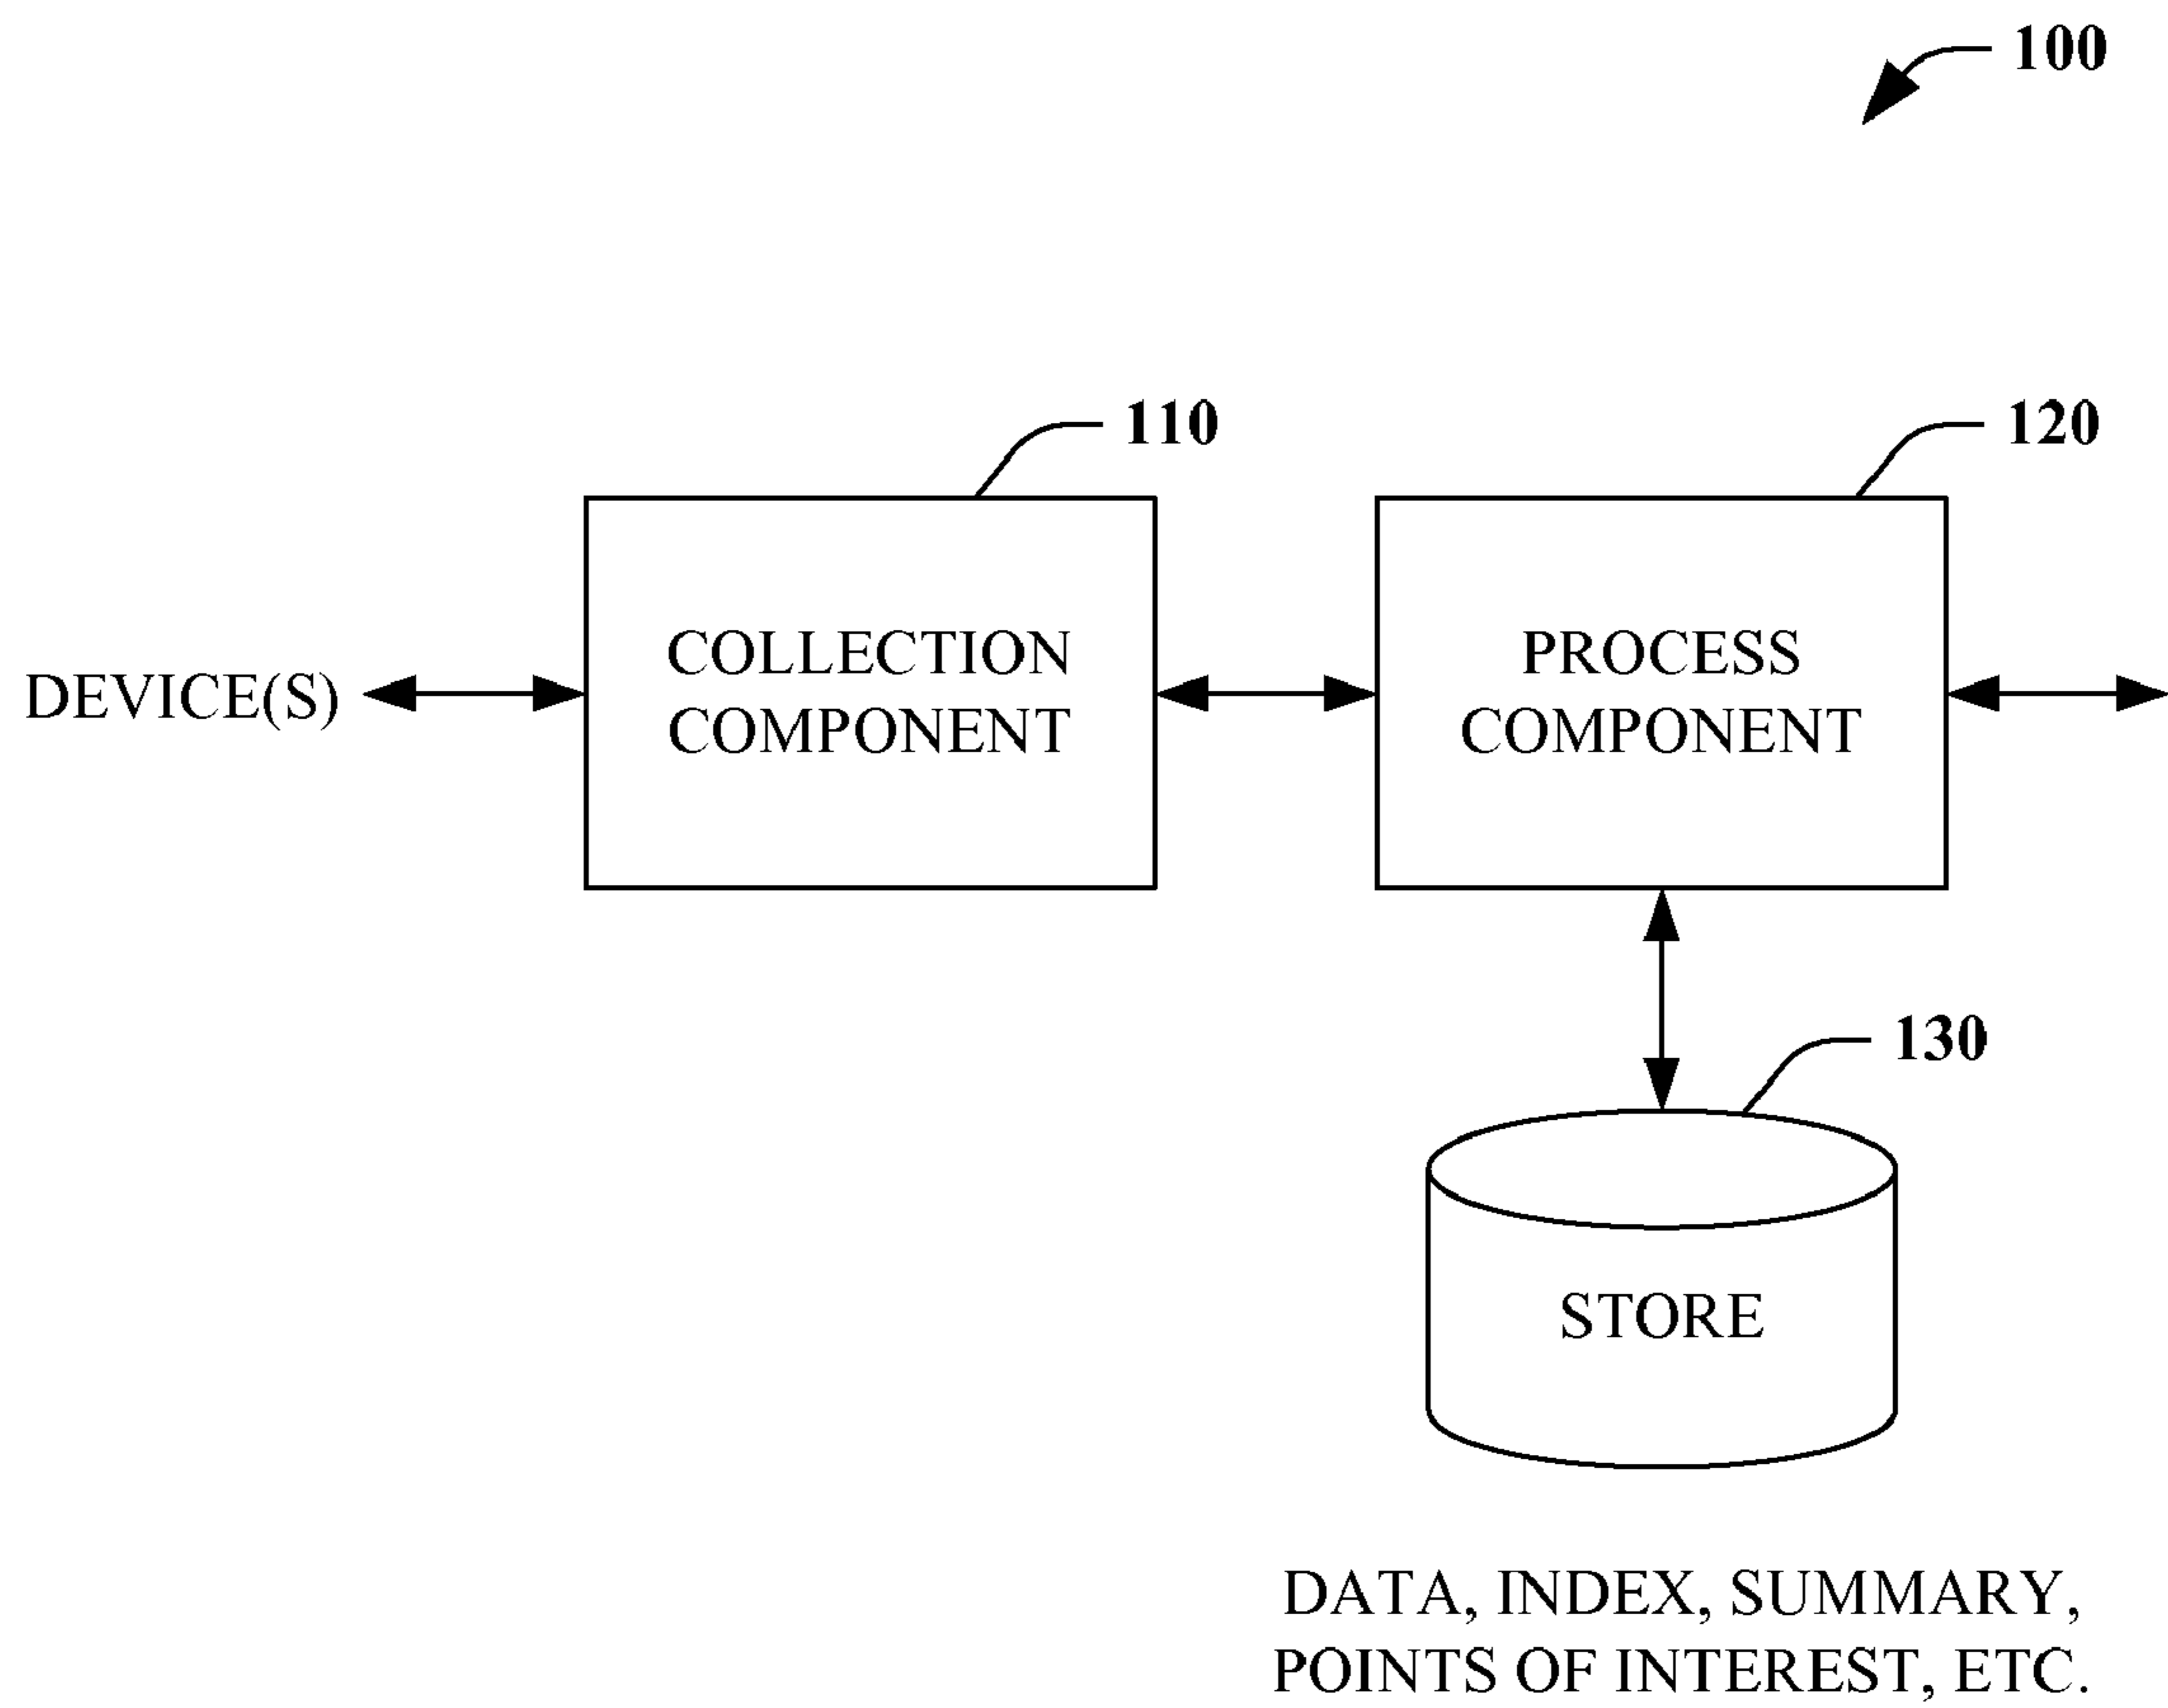 100
110
120
COLLECTION
COMPONENT
PROCESS
COMPONENT
DEVICE(S)
130
STORE
DATA, INDEX, SUMMARY,
POINTS OF INTEREST, ETC.